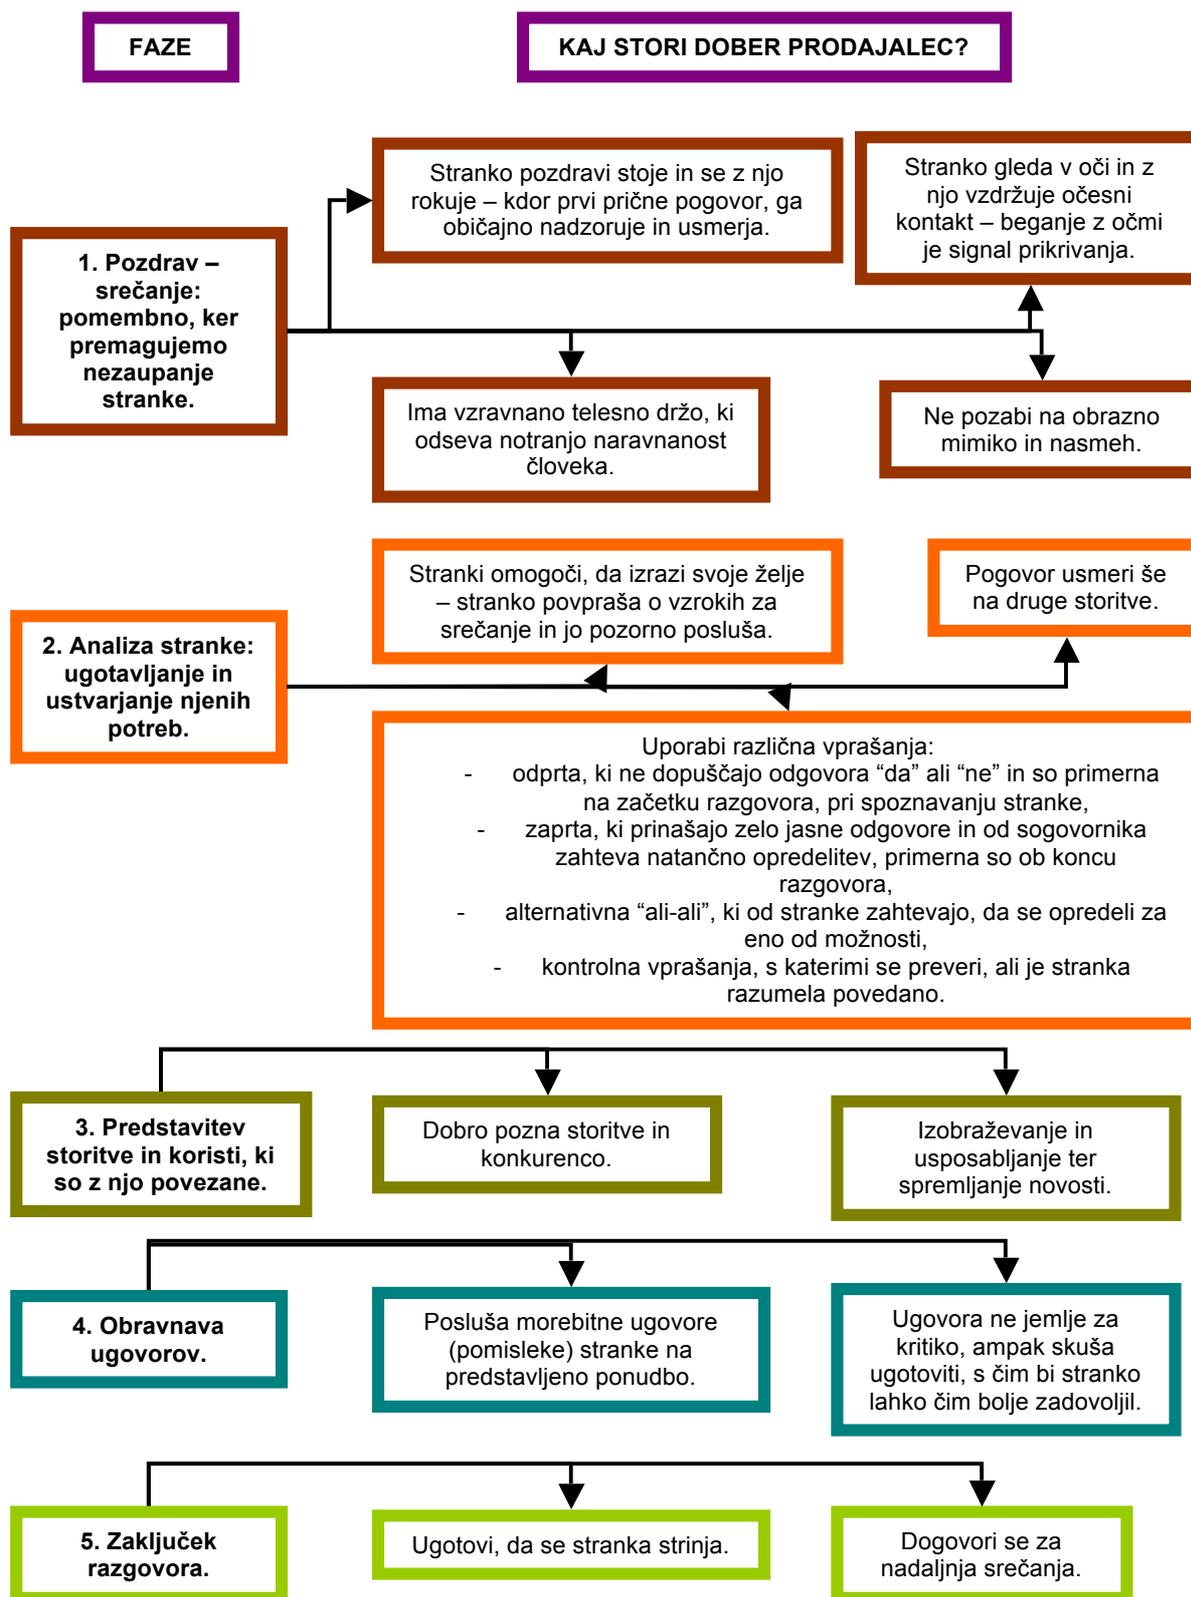 FAZE
KAJ STORI DOBER PRODAJALEC?
1. Pozdrav –
srečanje:
pomembno, ker
premagujemo
nezaupanje
stranke.
Stranko pozdravi stoje in se z njo
rokuje – kdor prvi prične pogovor, ga
običajno nadzoruje in usmerja.
Stranko gleda v oči in z
njo vzdržuje očesni
kontakt – beganje z očmi
je signal prikrivanja.
Ima vzravnano telesno držo, ki
odseva notranjo naravnanost
človeka.
Ne pozabi na obrazno
mimiko in nasmeh.
2. Analiza stranke:
ugotavljanje in
ustvarjanje njenih
potreb.
Stranki omogoči, da izrazi svoje želje
– stranko povpraša o vzrokih za
srečanje in jo pozorno posluša.
Pogovor usmeri še
na druge storitve.
Uporabi različna vprašanja:
- odprta, ki ne dopuščajo odgovora “da” ali “ne” in so primerna
na začetku razgovora, pri spoznavanju stranke,
- zaprta, ki prinašajo zelo jasne odgovore in od sogovornika
zahteva natančno opredelitev, primerna so ob koncu
razgovora,
- alternativna “ali-ali”, ki od stranke zahtevajo, da se opredeli za
eno od možnosti,
- kontrolna vprašanja, s katerimi se preveri, ali je stranka
razumela povedano.
3. Predstavitev
storitve in koristi, ki
so z njo povezane.
Dobro pozna storitve in
konkurenco.
Izobraževanje in
usposabljanje ter
spremljanje novosti.
4. Obravnava
ugovorov.
Posluša morebitne ugovore
(pomisleke) stranke na
predstavljeno ponudbo.
Ugovora ne jemlje za
kritiko, ampak skuša
ugotoviti, s čim bi stranko
lahko čim bolje zadovoljil.
5. Zaključek
razgovora.
Ugotovi, da se stranka strinja.
Dogovori se za
nadaljnja srečanja.